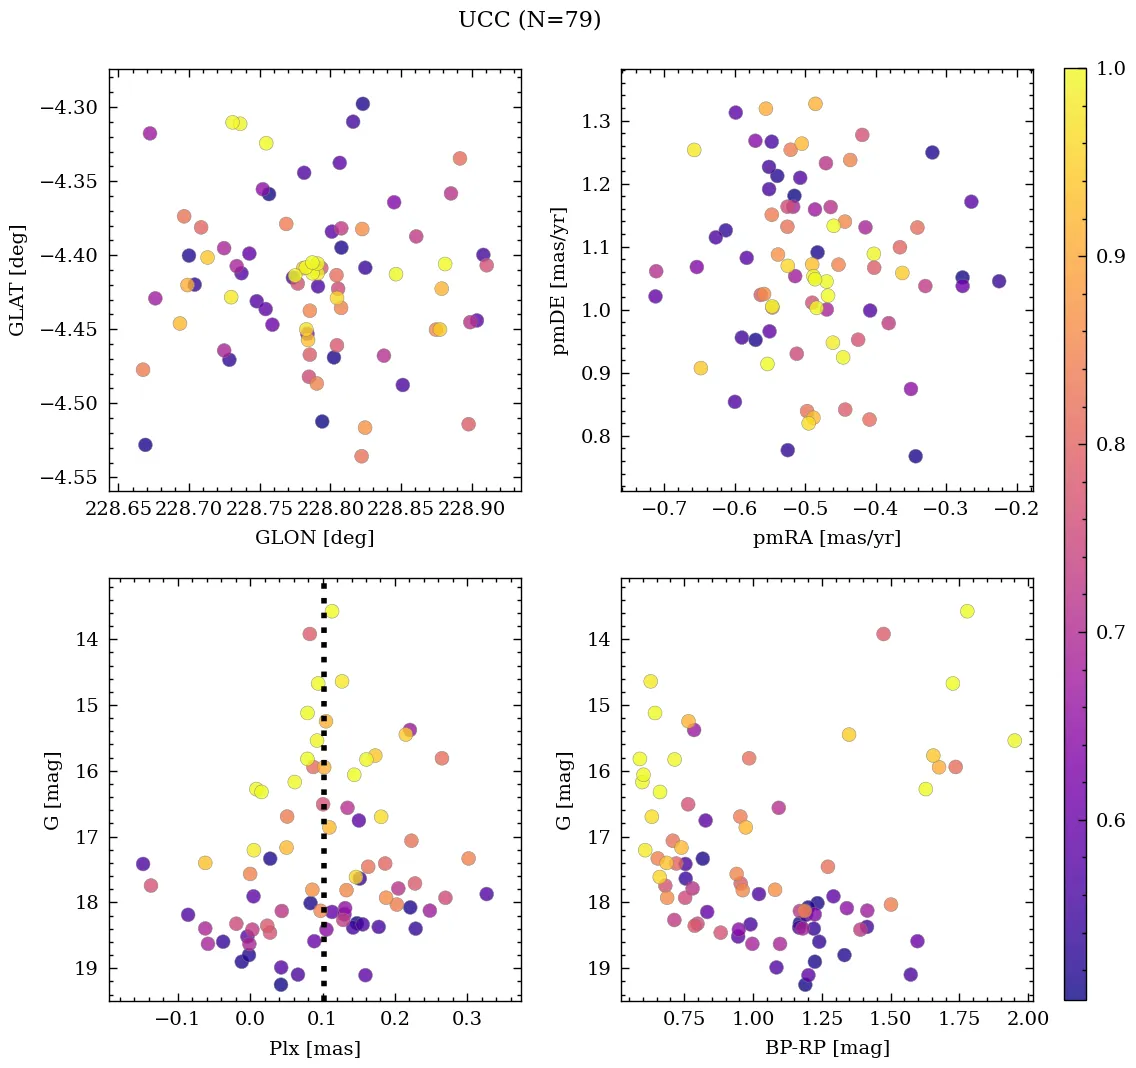 UCC (N=79)
−4.30
−4.35
−4.40
−4.45
−4.50
−4.55
GLAT [deg]
228.65 228.70 228.75 228.80 228.85 228.90
GLON [deg]
1.3
1.2
1.1
1.0
0.9
0.8
pmDE [mas/yr]
−0.7 −0.6 −0.5 −0.4 −0.3 −0.2
pmRA [mas/yr]
14
15
16
17
18
19
G [mag]
−0.1 0.0 0.1 0.2 0.3
Plx [mas]
14
15
16
17
18
19
G [mag]
0.75 1.00 1.25 1.50 1.75 2.00
BP-RP [mag]
1.0
0.9
0.8
0.7
0.6